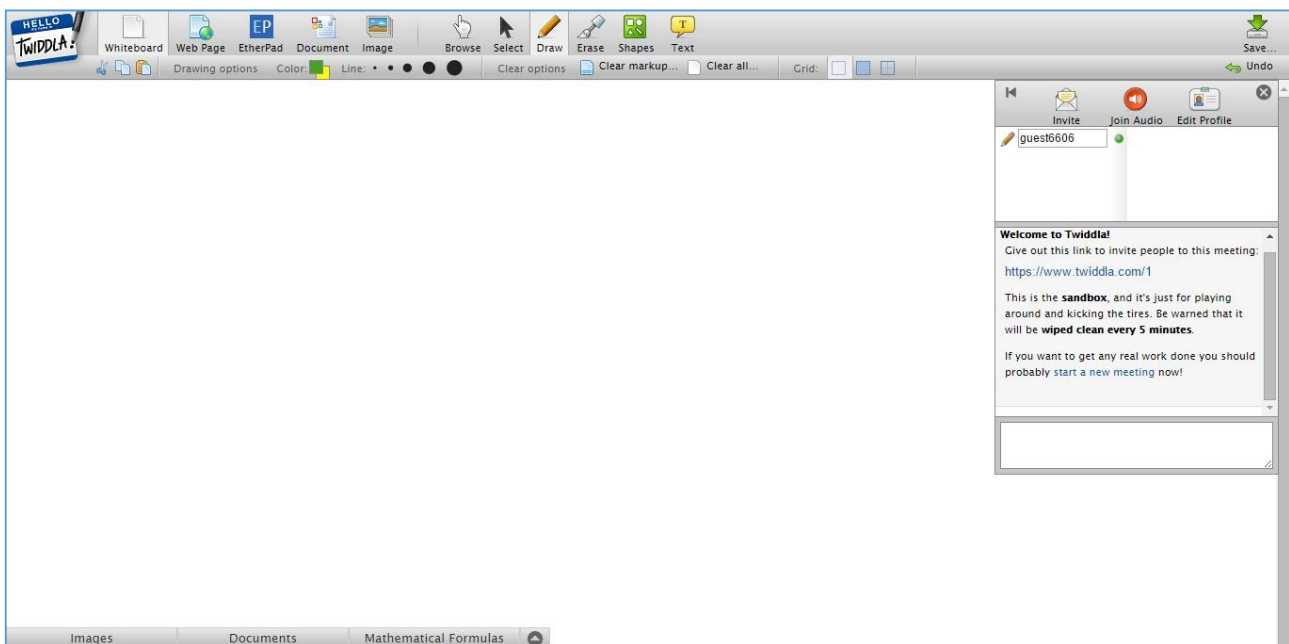 HELLO
TWIDDLA!
Whiteboard Web Page EtherPad Document Image Browse Select Draw Erase Shapes Text Save...
EP
T
Drawing options Color: Line: Clear options Clear markup... Clear all... Grid: Undo
Invite Join Audio Edit Profile
guest6606
Welcome to Twiddla!
Give out this link to invite people to this meeting:
https://www.twiddla.com/1
This is the sandbox, and it's just for playing
around and kicking the tires. Be warned that it
will be wiped clean every 5 minutes.
If you want to get any real work done you should
probably start a new meeting now!
Images Documents Mathematical Formulas